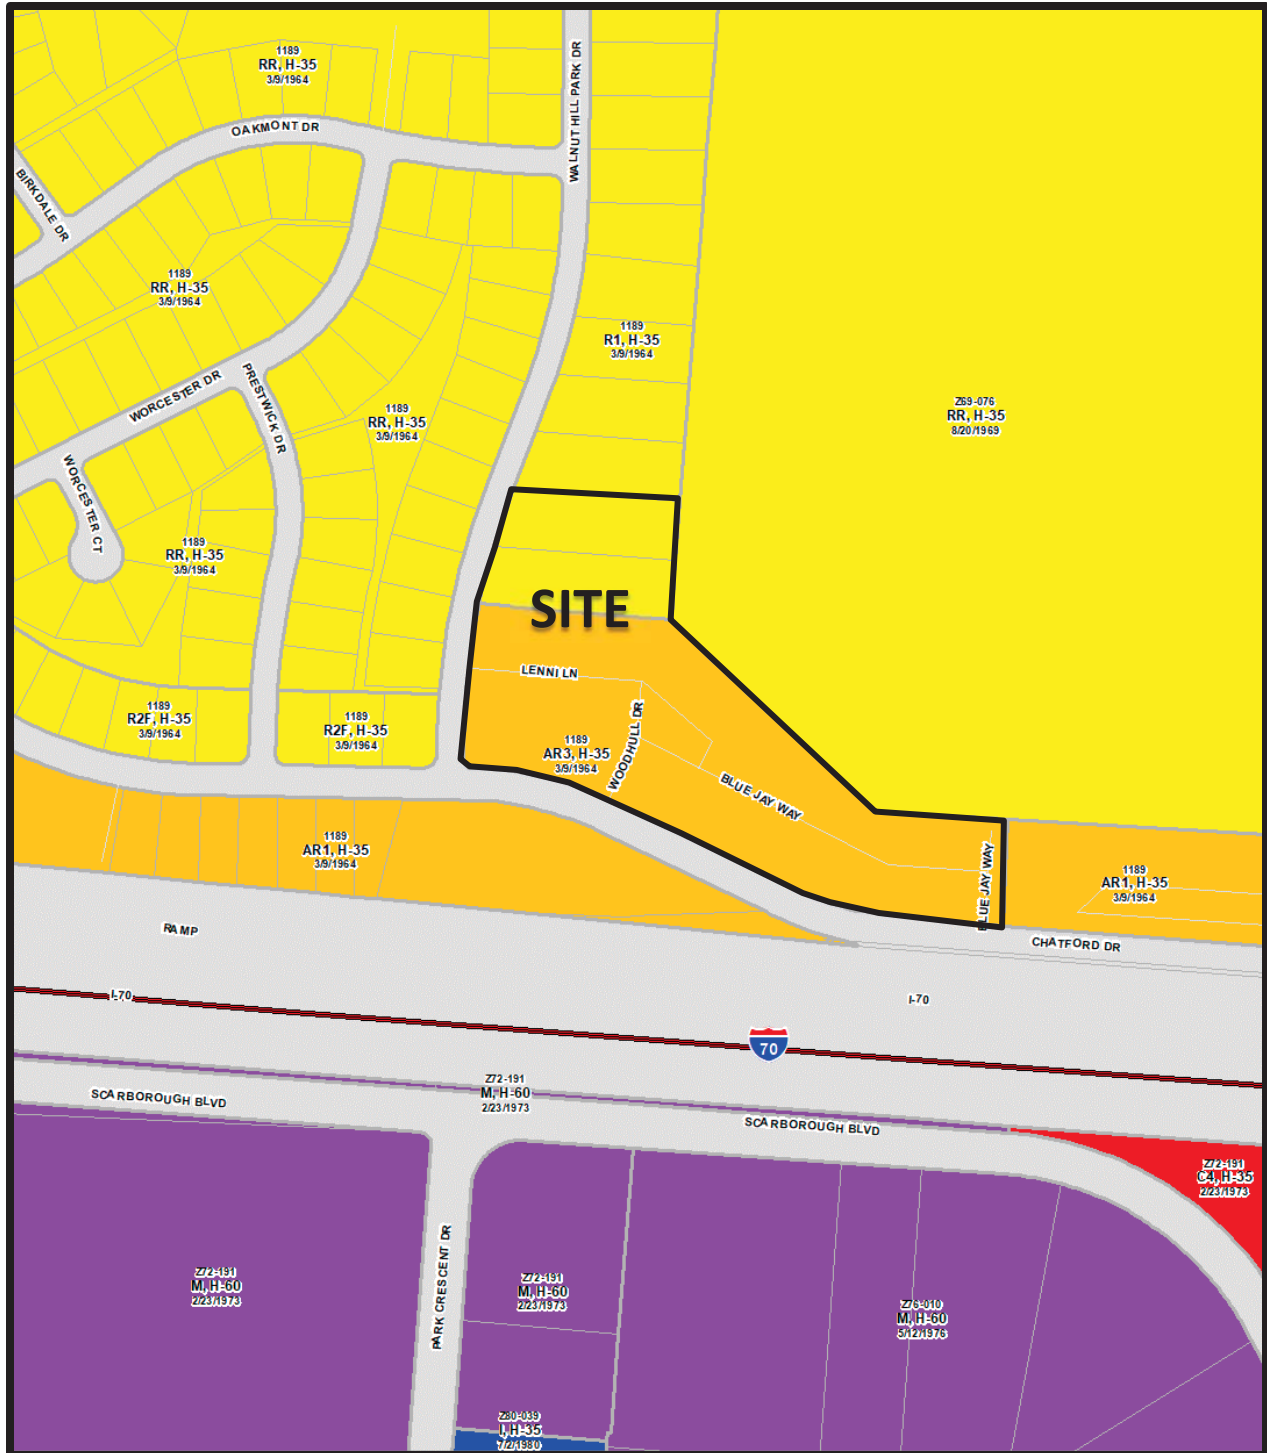 1189
RR, H-35
3/9/1964
OAKMONT DR
WALNUT HILL PARK DR
BIRKDALE DR
1189
RR, H-35
3/9/1964
1189
R1, H-35
3/9/1964
WORCESTER DR
PRESTWICK DR
1189
RR, H-35
3/9/1964
Z69-076
RR, H-35
8/20/1969
WORCESTER CT
1189
RR, H-35
3/9/1964
SITE
LENNI LN
WOODHULL DR
1189
R2F, H-35
3/9/1964
1189
R2F, H-35
3/9/1964
1189
AR3, H-35
3/9/1964
BLUE JAY WAY
BLUE JAY WAY
1189
AR1, H-35
3/9/1964
1189
AR1, H-35
3/9/1964
RAMP
CHATFORD DR
I-70
I-70
70
SCARBOROUGH BLVD
Z72-191
M, H-60
2/23/1973
SCARBOROUGH BLVD
Z72-191
C4, H-35
2/23/1973
PARK CRESCENT DR
Z72-191
M, H-60
2/23/1973
Z72-191
M, H-60
2/23/1973
Z76-010
M, H-60
5/12/1976
Z80-039
I, H-35
7/2/1980